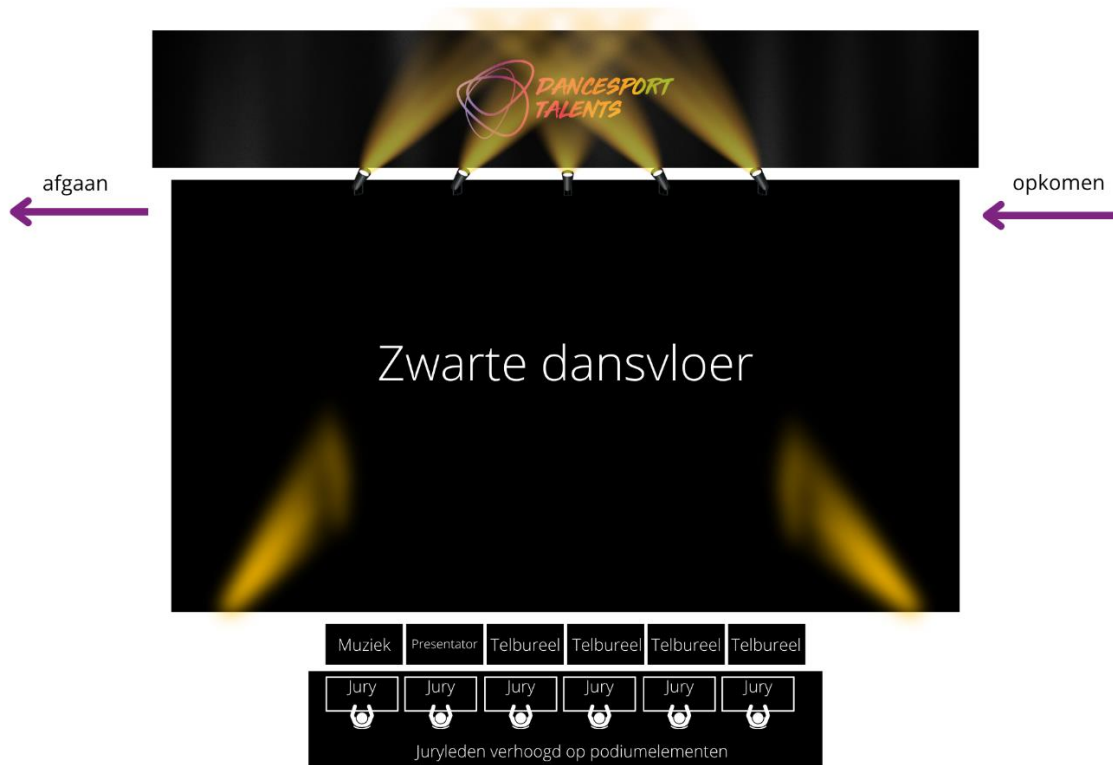 DANCESPORT
TALENTS
afgaan
opkomen
Zwarte dansvloer
Muziek
Presentator
Telbureel
Telbureel
Telbureel
Telbureel
Jury
Jury
Jury
Jury
Jury
Jury
Juryleden verhoogd op podiumelementen